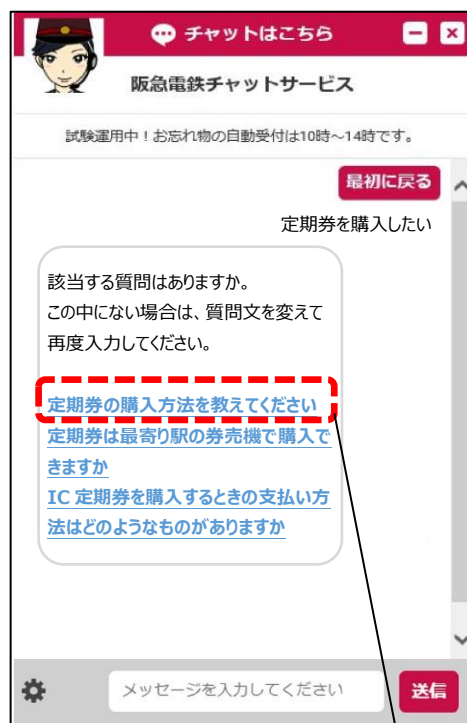 チャットはこちら
阪急電鉄チャットサービス
試験運用中！お忘れ物の自動受付は10時～14時です。
最初に戻る
定期券を購入したい
該当する質問はありますか。
この中にない場合は、質問文を変えて
再度入力してください。
定期券の購入方法を教えてください
定期券は最寄り駅の券売機で購入で
きますか
IC 定期券を購入するときの支払い方
法はどのようなものがありますか
メッセージを入力してください
送信